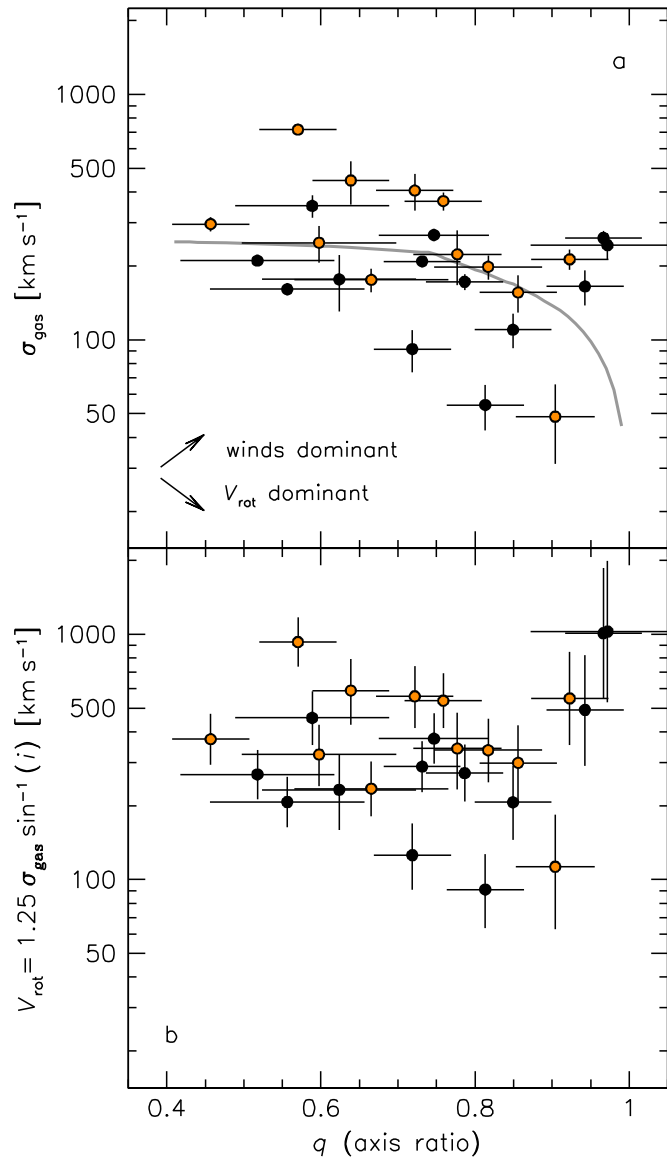 a
1000
500
100
50
σgas [km s⁻¹]
winds dominant
Vrot dominant
1000
500
100
50
Vrot = 1.25 σgas sin⁻¹ (i) [km s⁻¹]
b
0.4 0.6 0.8 1
q (axis ratio)